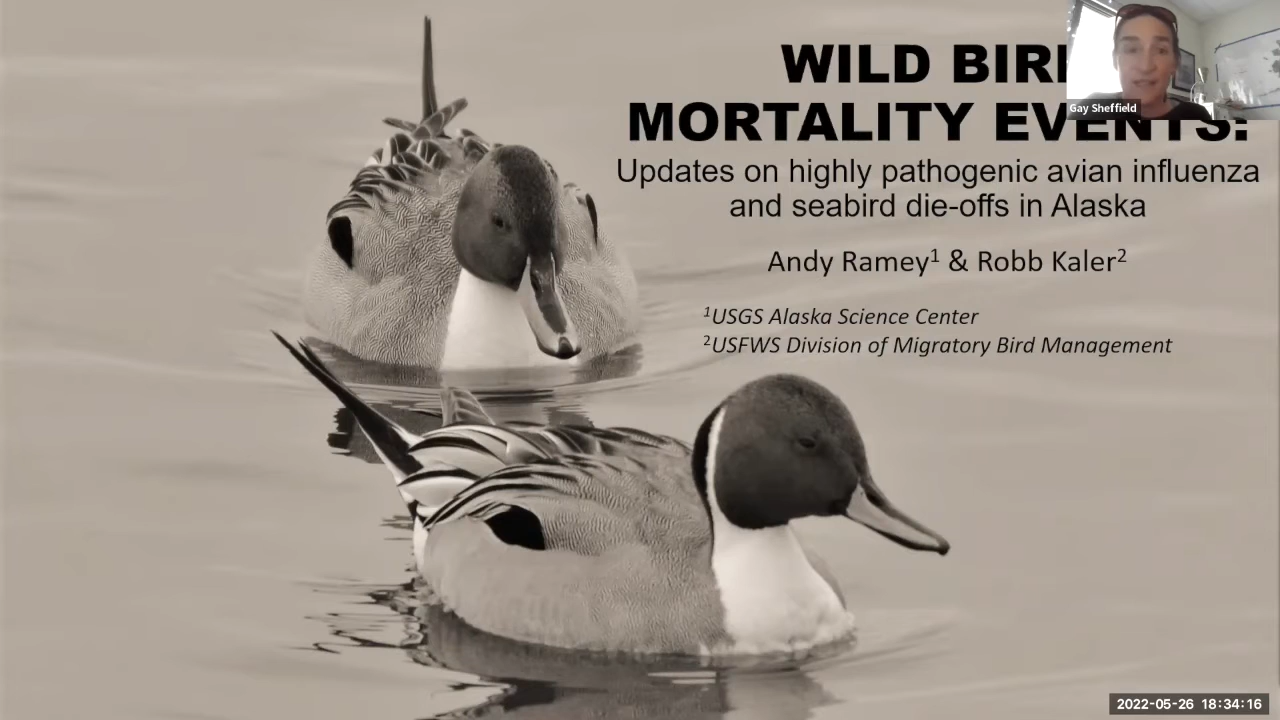 WILD BIRD
MORTALITY EVENTS:
Gay Sheffield
Updates on highly pathogenic avian influenza
and seabird die-offs in Alaska
Andy Ramey¹ & Robb Kaler²
¹USGS Alaska Science Center
²USFWS Division of Migratory Bird Management
2022-05-26 18:34:16